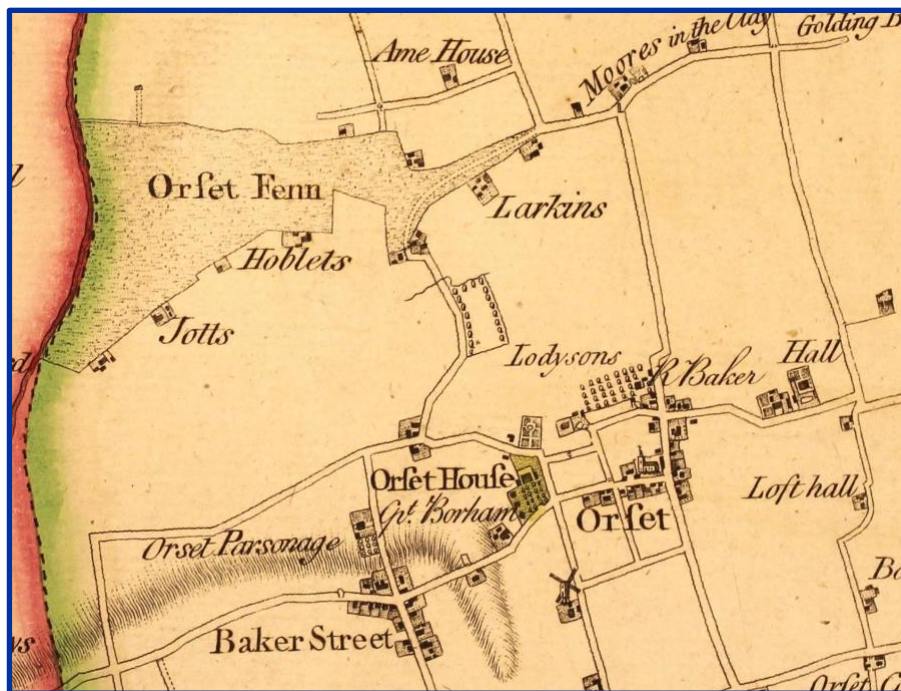 Golding
Ame House
Moores in the Clay
Orſet Fenn
Larkins
Hoblets
Jotts
Lodysons
R Baker
Hall
Orſet Houſe
Gt. Borham
Orſet
Loft hall
Orset Parsonage
Baker Street
Orſet